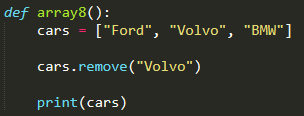 def array8():
    cars = ["Ford", "Volvo", "BMW"]
    cars.remove("Volvo")
    print(cars)